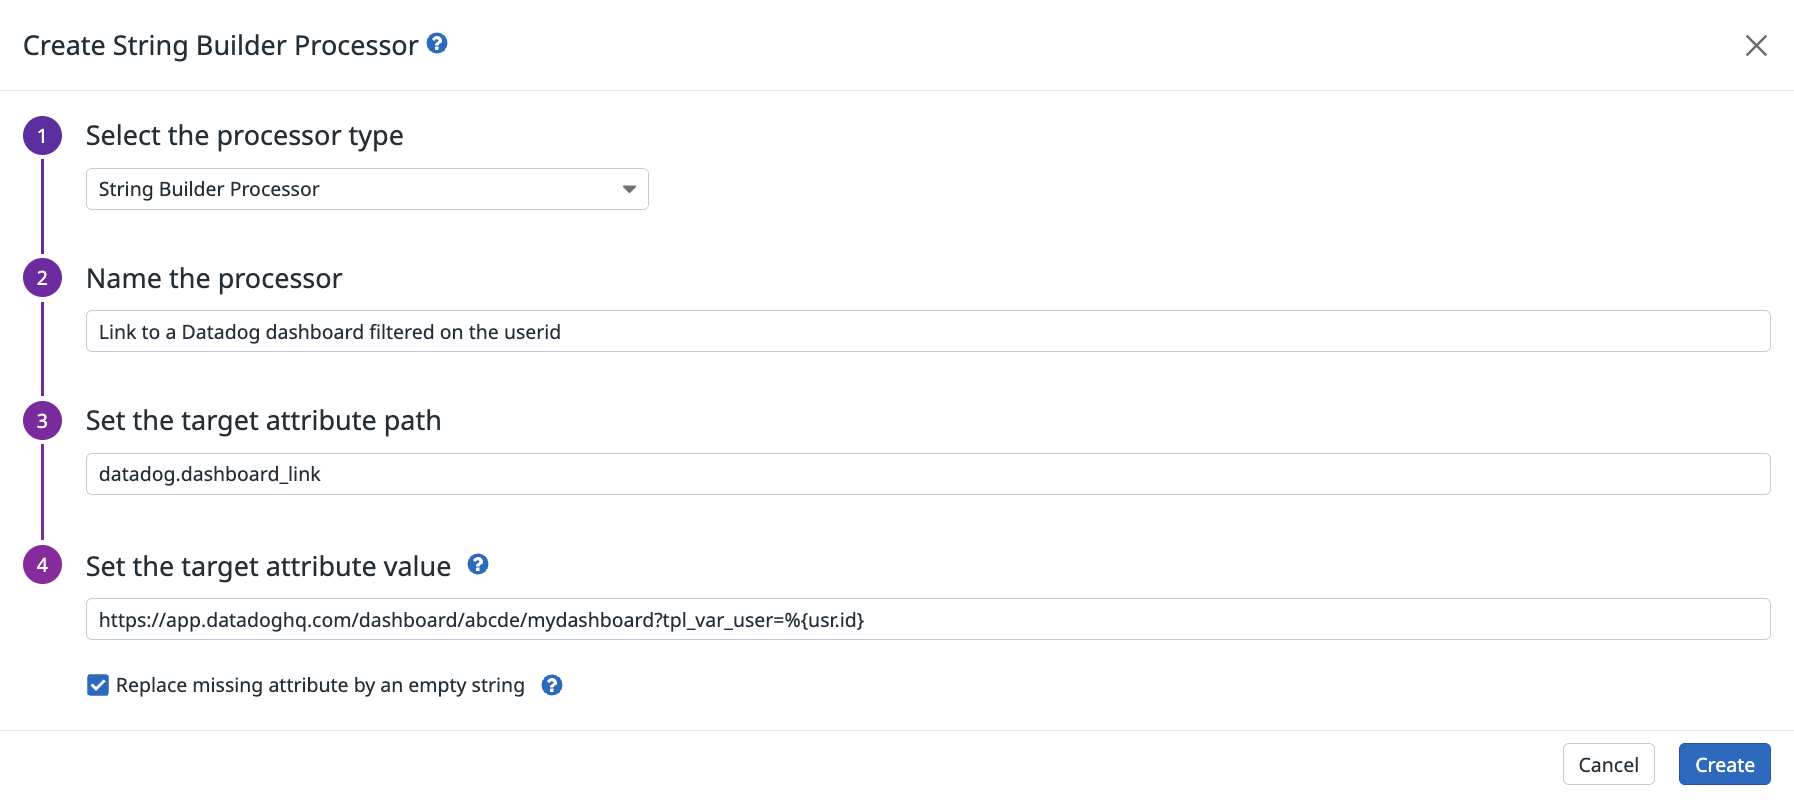 Create String Builder Processor ?
1 Select the processor type
String Builder Processor
2 Name the processor
Link to a Datadog dashboard filtered on the userid
3 Set the target attribute path
datadog.dashboard_link
4 Set the target attribute value ?
https://app.datadoghq.com/dashboard/abcde/mydashboard?tpl_var_user=%{usr.id}
Replace missing attribute by an empty string ?
Cancel Create